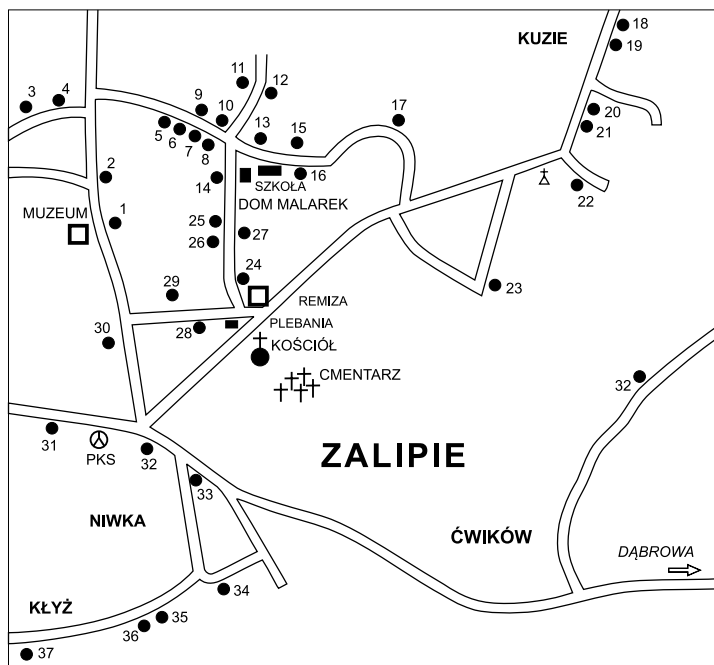 18
KUZIE
19
3
4
11
12
9
10
17
20
5
6
7
8
13
15
21
2
14
16
SZKOŁA
DOM MALAREK
22
MUZEUM
1
25
26
27
24
29
REMIZA
23
PLEBANIA
28
30
KOŚCIÓŁ
CMENTARZ
32
31
PKS
32
ZALIPIE
33
NIWKA
ĆWIKÓW
DĄBROWA
34
KŁYŻ
35
36
37